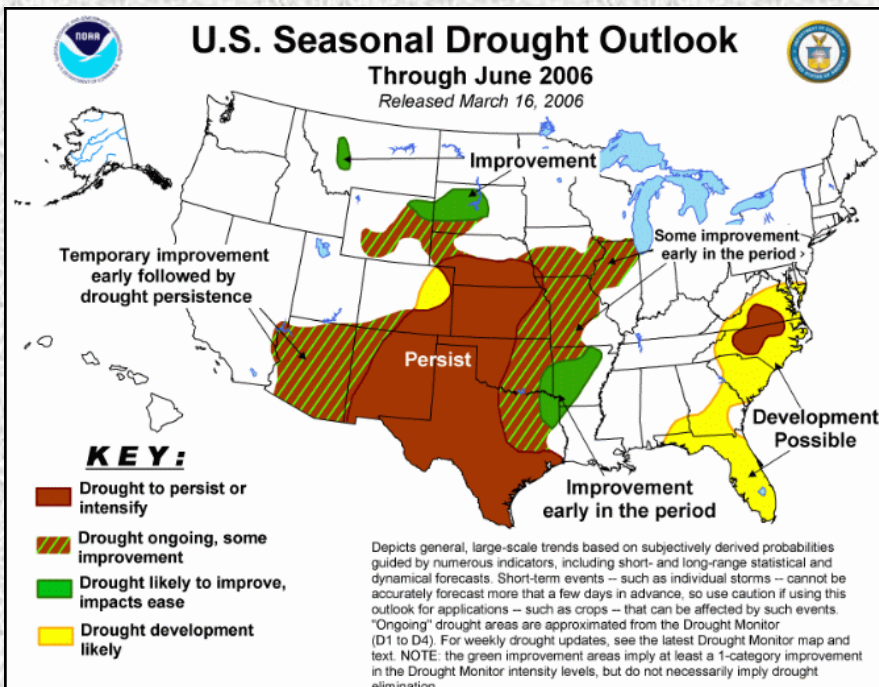 NOAA
U.S. Seasonal Drought Outlook
Through June 2006
Released March 16, 2006
Improvement
Some improvement
early in the period
Temporary improvement
early followed by
drought persistence
Persist
Development
Possible
Improvement
early in the period
KEY:
Drought to persist or
intensify
Drought ongoing, some
improvement
Drought likely to improve,
impacts ease
Drought development
likely
Depicts general, large-scale trends based on subjectively derived probabilities
guided by numerous indicators, including short- and long-range statistical and
dynamical forecasts. Short-term events -- such as individual storms -- cannot be
accurately forecast more that a few days in advance, so use caution if using this
outlook for applications -- such as crops -- that can be affected by such events.
"Ongoing" drought areas are approximated from the Drought Monitor
(D1 to D4). For weekly drought updates, see the latest Drought Monitor map and
text. NOTE: the green improvement areas imply at least a 1-category improvement
in the Drought Monitor intensity levels, but do not necessarily imply drought
elimination